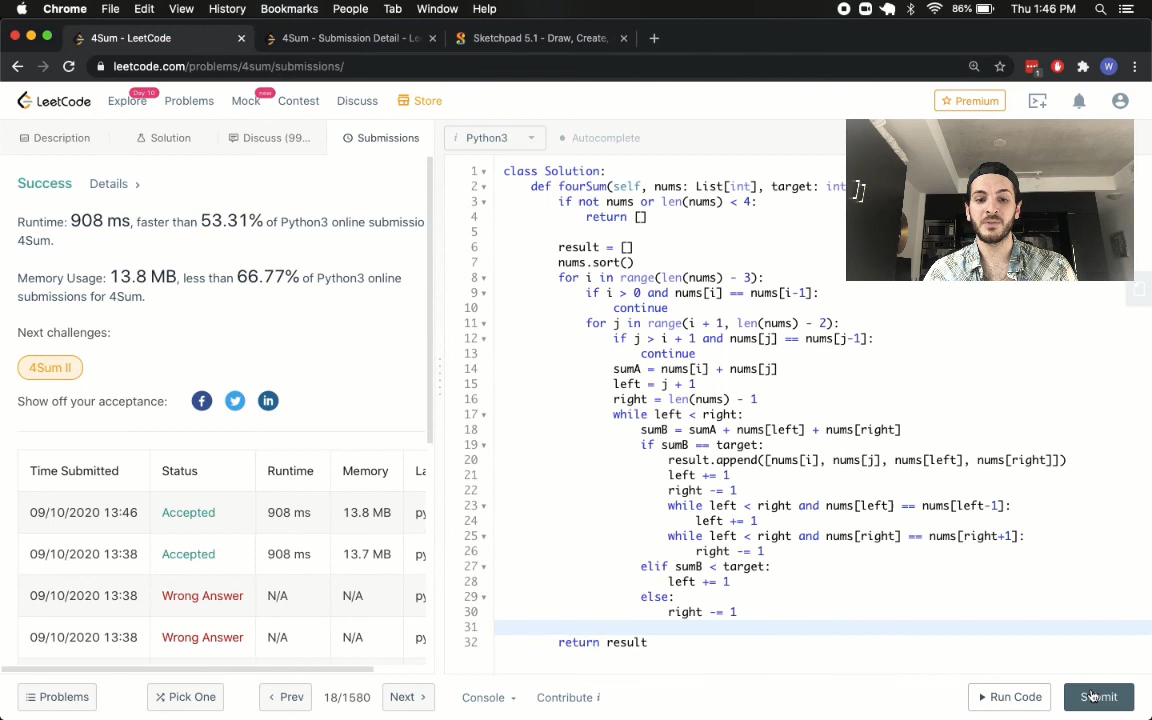 Chrome File Edit View History Bookmarks People Tab Window Help 86% Thu 1:46 PM
4Sum - LeetCode 4Sum - Submission Detail - Le Sketchpad 5.1 - Draw, Create,
leetcode.com/problems/4sum/submissions/ 1 W
LeetCode Explore Day 10 Problems Mock new Contest Discuss Store Premium
Description Solution Discuss (99... Submissions i Python3 Autocomplete
Success Details
Runtime: 908 ms, faster than 53.31% of Python3 online submissio
4Sum.
Memory Usage: 13.8 MB, less than 66.77% of Python3 online
submissions for 4Sum.
Next challenges:
4Sum II
Show off your acceptance:
Time Submitted Status Runtime Memory La
09/10/2020 13:46 Accepted 908 ms 13.8 MB py
09/10/2020 13:38 Accepted 908 ms 13.7 MB py
09/10/2020 13:38 Wrong Answer N/A N/A py
09/10/2020 13:38 Wrong Answer N/A N/A py
1 class Solution:
2 def fourSum(self, nums: List[int], target: int ]]
3 if not nums or len(nums) < 4:
4 return []
5
6 result = []
7 nums.sort()
8 for i in range(len(nums) - 3):
9 if i > 0 and nums[i] == nums[i-1]:
10 continue
11 for j in range(i + 1, len(nums) - 2):
12 if j > i + 1 and nums[j] == nums[j-1]:
13 continue
14 sumA = nums[i] + nums[j]
15 left = j + 1
16 right = len(nums) - 1
17 while left < right:
18 sumB = sumA + nums[left] + nums[right]
19 if sumB == target:
20 result.append([nums[i], nums[j], nums[left], nums[right]])
21 left += 1
22 right -= 1
23 while left < right and nums[left] == nums[left-1]:
24 left += 1
25 while left < right and nums[right] == nums[right+1]:
26 right -= 1
27 elif sumB < target:
28 left += 1
29 else:
30 right -= 1
31
32 return result
Problems Pick One Prev 18/1580 Next Console Contribute i Run Code Submit